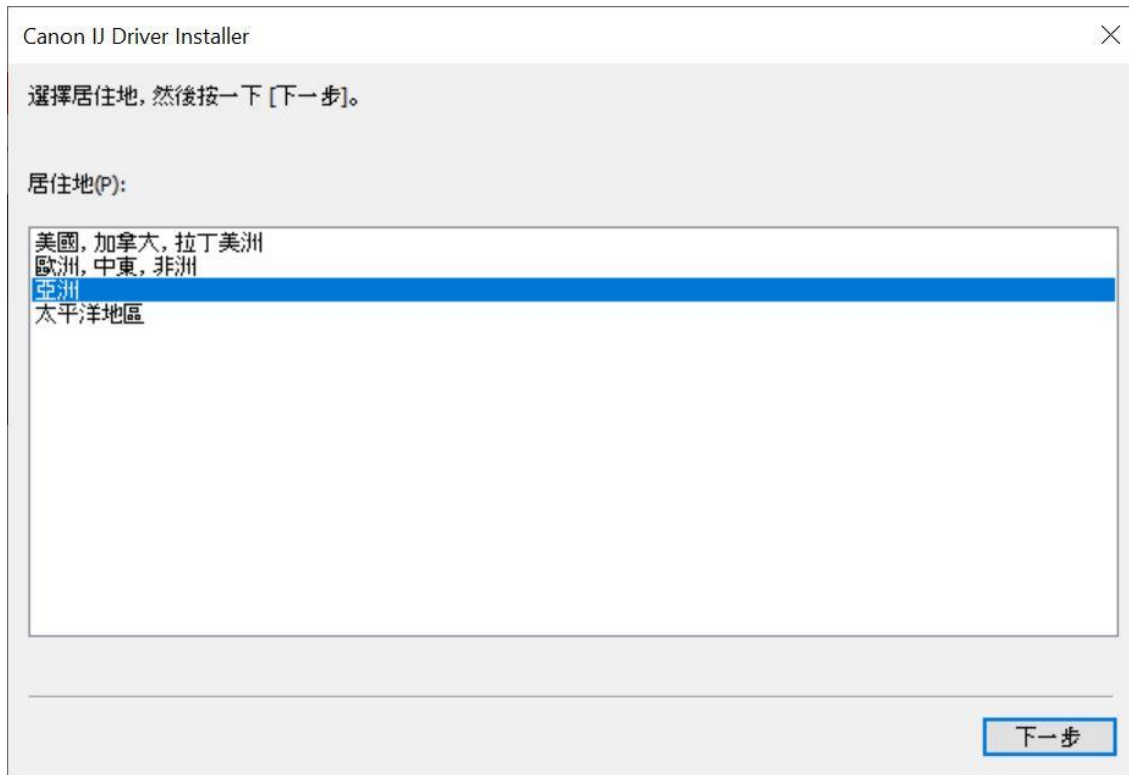 Canon IJ Driver Installer
選擇居住地, 然後按一下 [下一步]。
居住地(P):
美國, 加拿大, 拉丁美洲
歐洲, 中東, 非洲
亞洲
太平洋地區
下一步